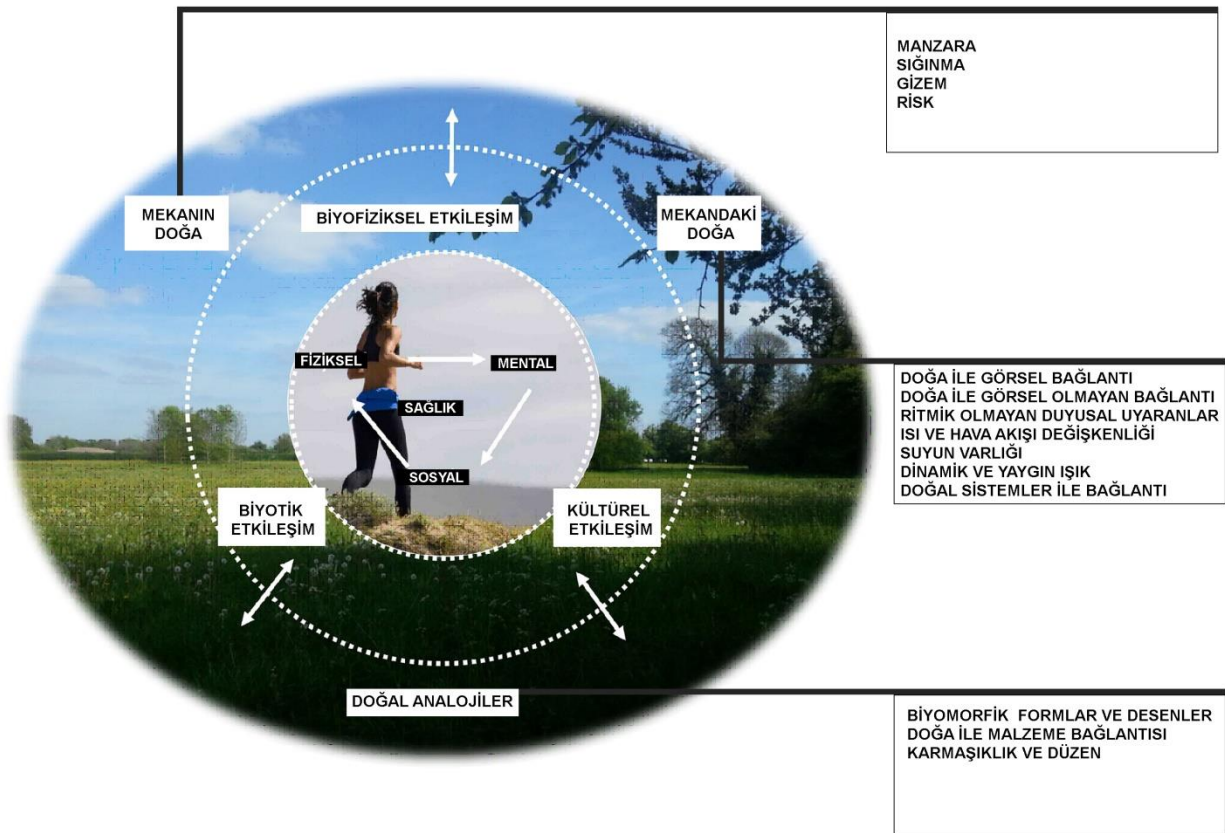 MANZARA
SIĞINMA
GİZEM
RİSK
MEKANIN
DOĞA
BİYOFİZİKSEL ETKİLEŞİM
MEKANDAKİ
DOĞA
FİZİKSEL
MENTAL
SAĞLIK
SOSYAL
DOĞA İLE GÖRSEL BAĞLANTI
DOĞA İLE GÖRSEL OLMAYAN BAĞLANTI
RİTMİK OLMAYAN DUYUSAL UYARANLAR
ISI VE HAVA AKIŞI DEĞİŞKENLİĞİ
SUYUN VARLIĞI
DİNAMİK VE YAYGIN IŞIK
DOĞAL SİSTEMLER İLE BAĞLANTI
BİYOTİK
ETKİLEŞİM
KÜLTÜREL
ETKİLEŞİM
DOĞAL ANALOJİLER
BİYOMORFİK FORMLAR VE DESENLER
DOĞA İLE MALZEME BAĞLANTISI
KARMAŞIKLIK VE DÜZEN